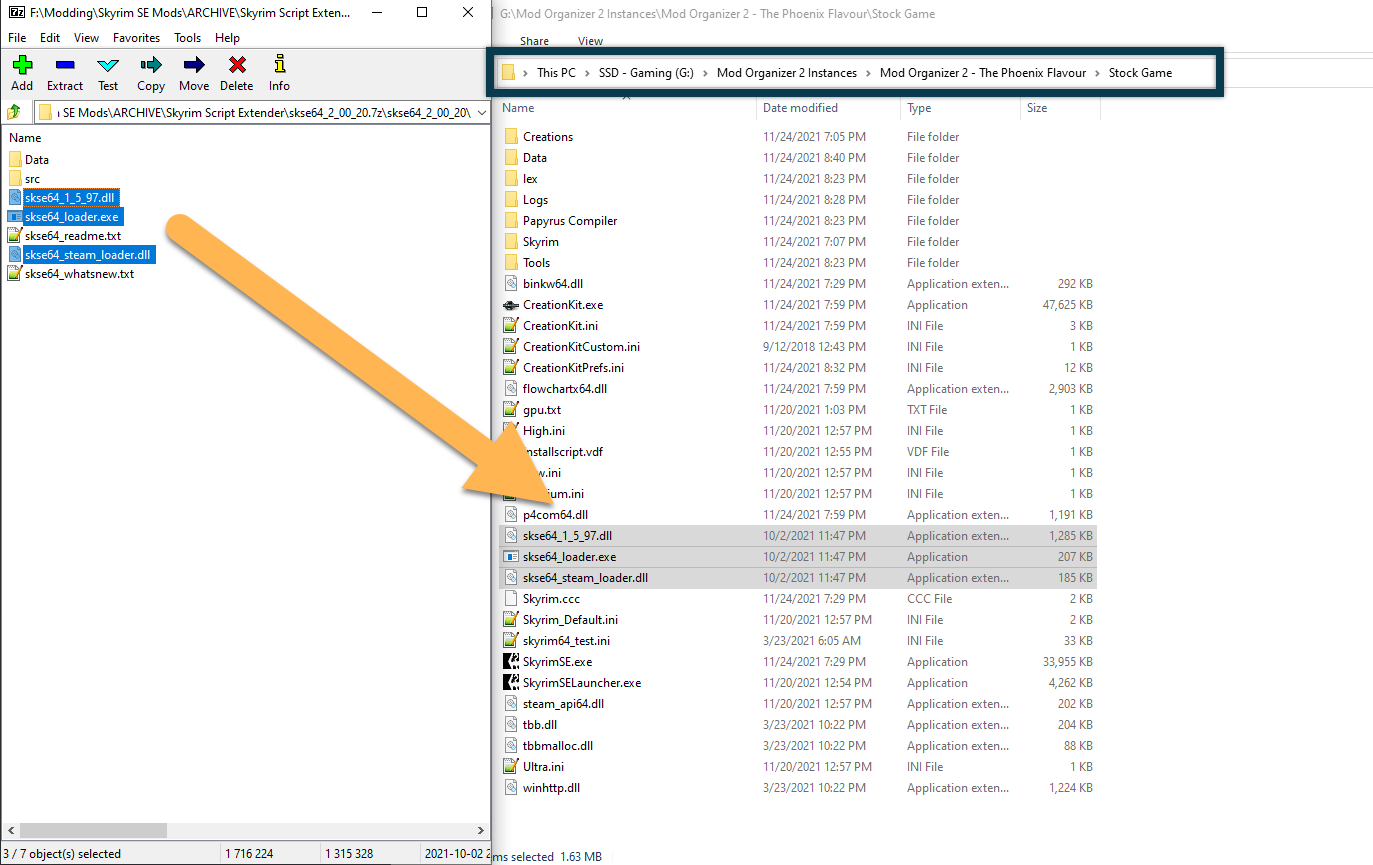 F:\Modding\Skyrim SE Mods\ARCHIVE\Skyrim Script Exten...
File Edit View Favorites Tools Help
Add Extract Test Copy Move Delete Info
SE Mods\ARCHIVE\Skyrim Script Extender\skse64_2_00_20.7z\skse64_2_00_20\
Name
Data
src
skse64_1_5_97.dll
skse64_loader.exe
skse64_readme.txt
skse64_steam_loader.dll
skse64_whatsnew.txt
3 / 7 object(s) selected 1 716 224 1 315 328 2021-10-02 2
G:\Mod Organizer 2 Instances\Mod Organizer 2 - The Phoenix Flavour\Stock Game
Share View
This PC > SSD - Gaming (G:) > Mod Organizer 2 Instances > Mod Organizer 2 - The Phoenix Flavour > Stock Game
Name Date modified Type Size
Creations 11/24/2021 7:05 PM File folder
Data 11/24/2021 8:40 PM File folder
lex 11/24/2021 8:23 PM File folder
Logs 11/24/2021 8:28 PM File folder
Papyrus Compiler 11/24/2021 8:23 PM File folder
Skyrim 11/24/2021 7:07 PM File folder
Tools 11/24/2021 8:23 PM File folder
binkw64.dll 11/24/2021 7:29 PM Application exten... 292 KB
CreationKit.exe 11/24/2021 7:59 PM Application 47,625 KB
CreationKit.ini 11/24/2021 7:59 PM INI File 3 KB
CreationKitCustom.ini 9/12/2018 12:43 PM INI File 1 KB
CreationKitPrefs.ini 11/24/2021 8:32 PM INI File 12 KB
flowchartx64.dll 11/24/2021 7:59 PM Application exten... 2,903 KB
gpu.txt 11/20/2021 1:03 PM TXT File 1 KB
High.ini 11/20/2021 12:57 PM INI File 1 KB
nstallscript.vdf 11/20/2021 12:55 PM VDF File 1 KB
w.ini 11/20/2021 12:57 PM INI File 1 KB
ium.ini 11/20/2021 12:57 PM INI File 1 KB
p4com64.dll 11/24/2021 7:59 PM Application exten... 1,191 KB
skse64_1_5_97.dll 10/2/2021 11:47 PM Application exten... 1,285 KB
skse64_loader.exe 10/2/2021 11:47 PM Application 207 KB
skse64_steam_loader.dll 10/2/2021 11:47 PM Application exten... 185 KB
Skyrim.ccc 11/24/2021 7:29 PM CCC File 2 KB
Skyrim_Default.ini 11/20/2021 12:57 PM INI File 2 KB
skyrim64_test.ini 3/23/2021 6:05 AM INI File 33 KB
SkyrimSE.exe 11/24/2021 7:29 PM Application 33,955 KB
SkyrimSELauncher.exe 11/20/2021 12:54 PM Application 4,262 KB
steam_api64.dll 11/20/2021 12:57 PM Application exten... 202 KB
tbb.dll 3/23/2021 10:22 PM Application exten... 204 KB
tbbmalloc.dll 3/23/2021 10:22 PM Application exten... 88 KB
Ultra.ini 11/20/2021 12:57 PM INI File 1 KB
winhttp.dll 3/23/2021 10:22 PM Application exten... 1,224 KB
ms selected 1.63 MB